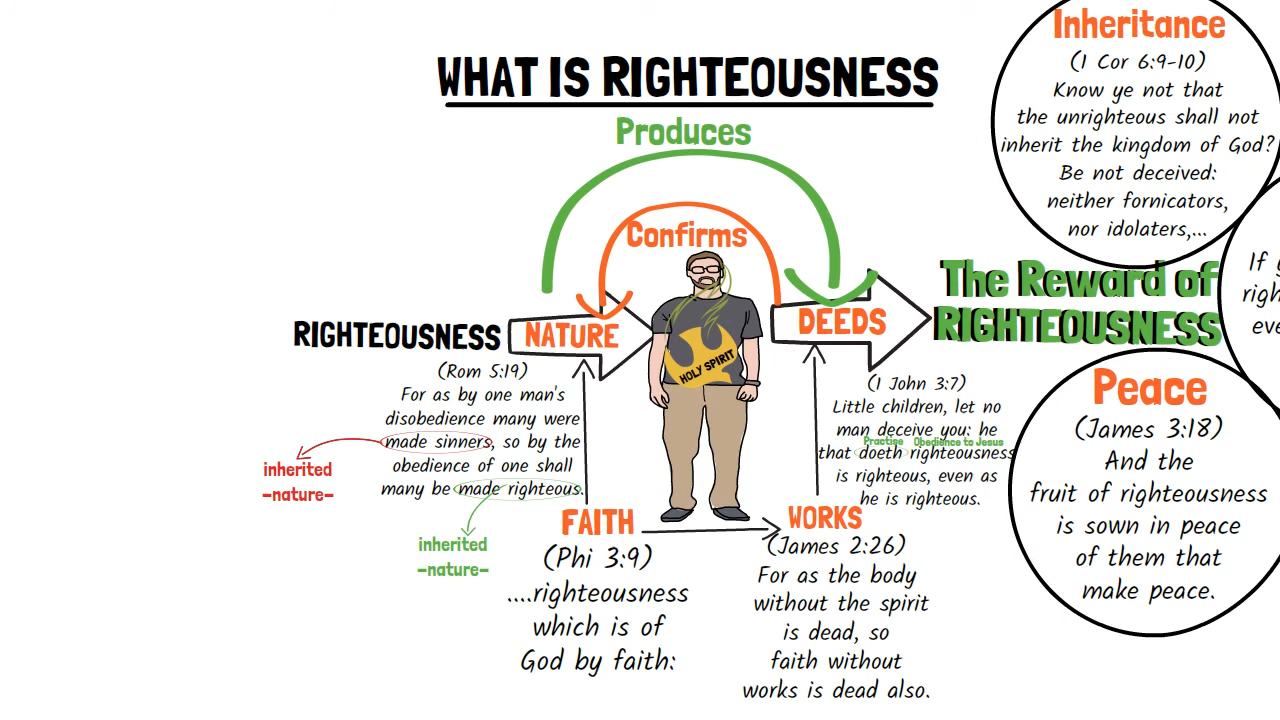 WHAT IS RIGHTEOUSNESS
Produces
Confirms
RIGHTEOUSNESS
NATURE
DEEDS
HOLY SPIRIT
(Rom 5:19)
For as by one man's
disobedience many were
made sinners, so by the
obedience of one shall
many be made righteous.
inherited
-nature-
inherited
-nature-
FAITH
(Phi 3:9)
....righteousness
which is of
God by faith:
WORKS
(James 2:26)
For as the body
without the spirit
is dead, so
faith without
works is dead also.
(1 John 3:7)
Little children, let no
man deceive you: he
Practise Obedience to Jesus
that doeth righteousness
is righteous, even as
he is righteous.
The Reward of
RIGHTEOUSNESS
Inheritance
(1 Cor 6:9-10)
Know ye not that
the unrighteous shall not
inherit the kingdom of God?
Be not deceived:
neither fornicators,
nor idolaters,...
If
righ
eve
Peace
(James 3:18)
And the
fruit of righteousness
is sown in peace
of them that
make peace.